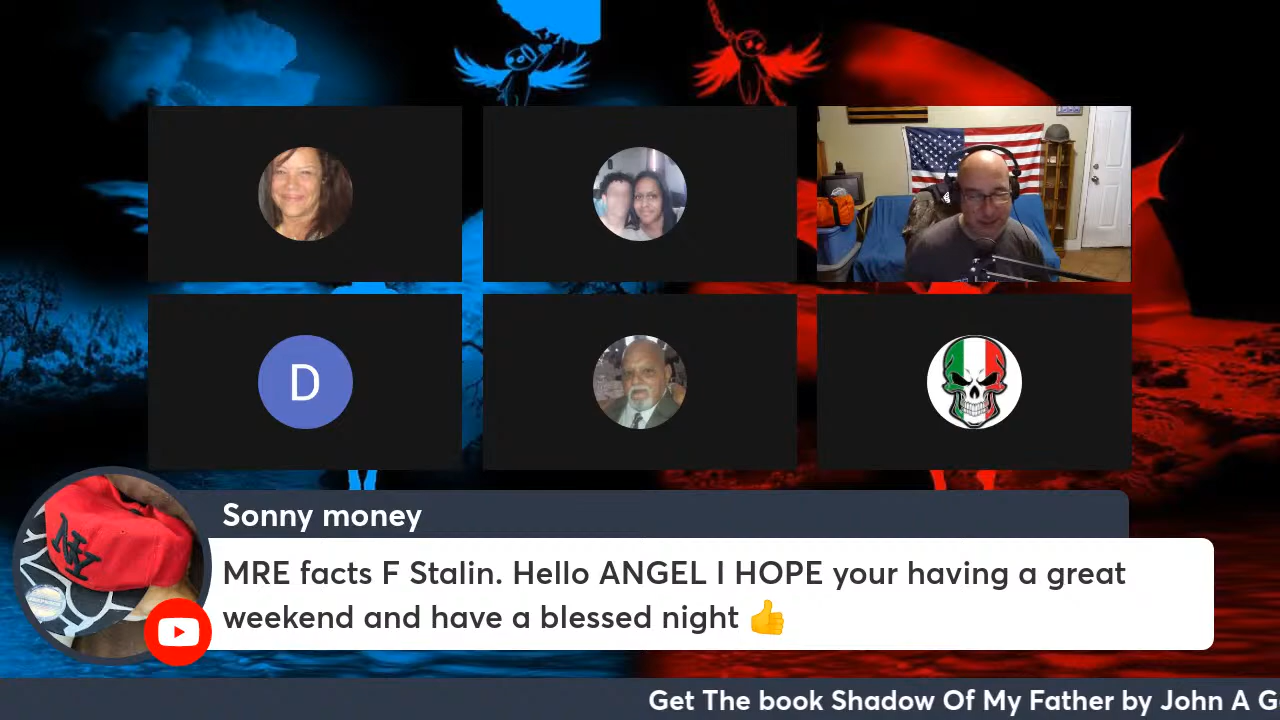 D
NY
Sonny money
MRE facts F Stalin. Hello ANGEL I HOPE your having a great
weekend and have a blessed night 👍
Get The book Shadow Of My Father by John A G